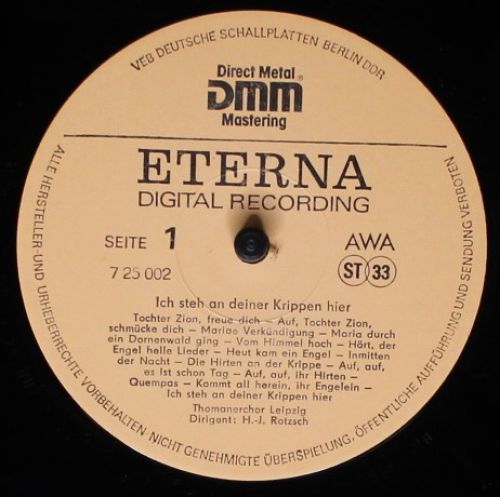 VEB DEUTSCHE SCHALLPLATTEN BERLIN DDR
Direct Metal
DMM®
Mastering
ETERNA
DIGITAL RECORDING
SEITE 1
AWA
7 25 002
ST 33
Ich steh an deiner Krippen hier
Tochter Zion, freue dich – Auf, Tochter Zion,
schmücke dich – Mariae Verkündigung – Maria durch
ein Dornenwald ging – Vom Himmel hoch – Hört, der
Engel helle Lieder – Heut kam ein Engel – Inmitten
der Nacht – Die Hirten an der Krippe – Auf, auf,
es ist schon Tag – Auf, auf, ihr Hirten –
Quempas – Kommt all herein, ihr Engelein –
Ich steh an deiner Krippen hier
Thomanerchor Leipzig
Dirigent: H.-J. Rotzsch
ALLE HERSTELLER- UND URHEBERRECHTE VORBEHALTEN · NICHT GENEHMIGTE ÜBERSPIELUNG, ÖFFENTLICHE AUFFÜHRUNG UND SENDUNG VERBOTEN